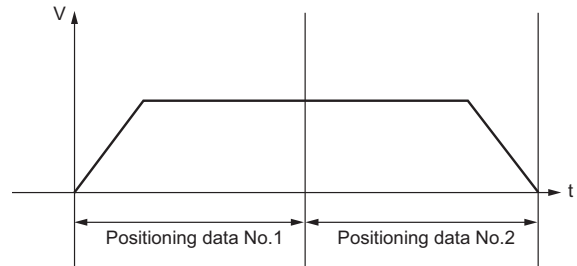 V
t
Positioning data No.1
Positioning data No.2